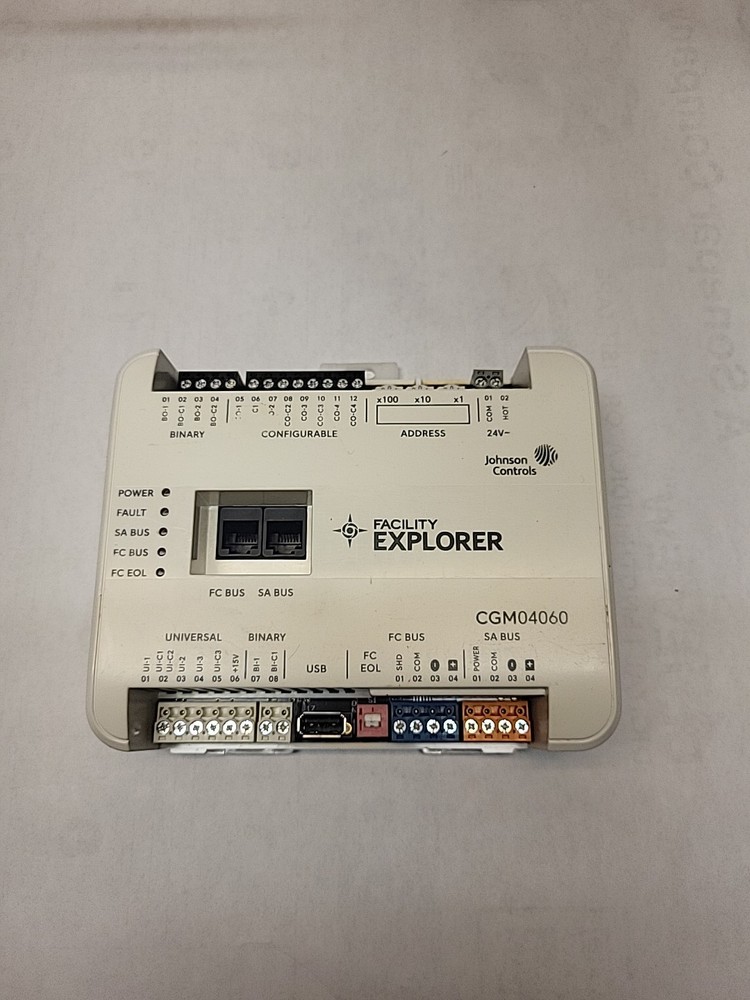 01 02 03 04 05 06 07 08 09 10 11 12
BO-1 BO-C1 BO-2 BO-C2 CO-2 CO-3 CO-C3 CO-4 CO-C4
x100 x10 x1
01 02
COM HOT
BINARY CONFIGURABLE ADDRESS 24V~
Johnson
Controls
POWER
FAULT
SA BUS
FC BUS
FC EOL
FACILITY
EXPLORER
FC BUS SA BUS
CGM04060
UNIVERSAL BINARY
FC BUS SA BUS
UI-1 UI-C1 UI-C2 UI-2 UI-3 UI-C3 +15V BI-1 BI-C1
01 02 03 04 05 06 07 08
USB
FC
EOL
SHD COM
01 02 03 04
POWER COM
01 02 03 04